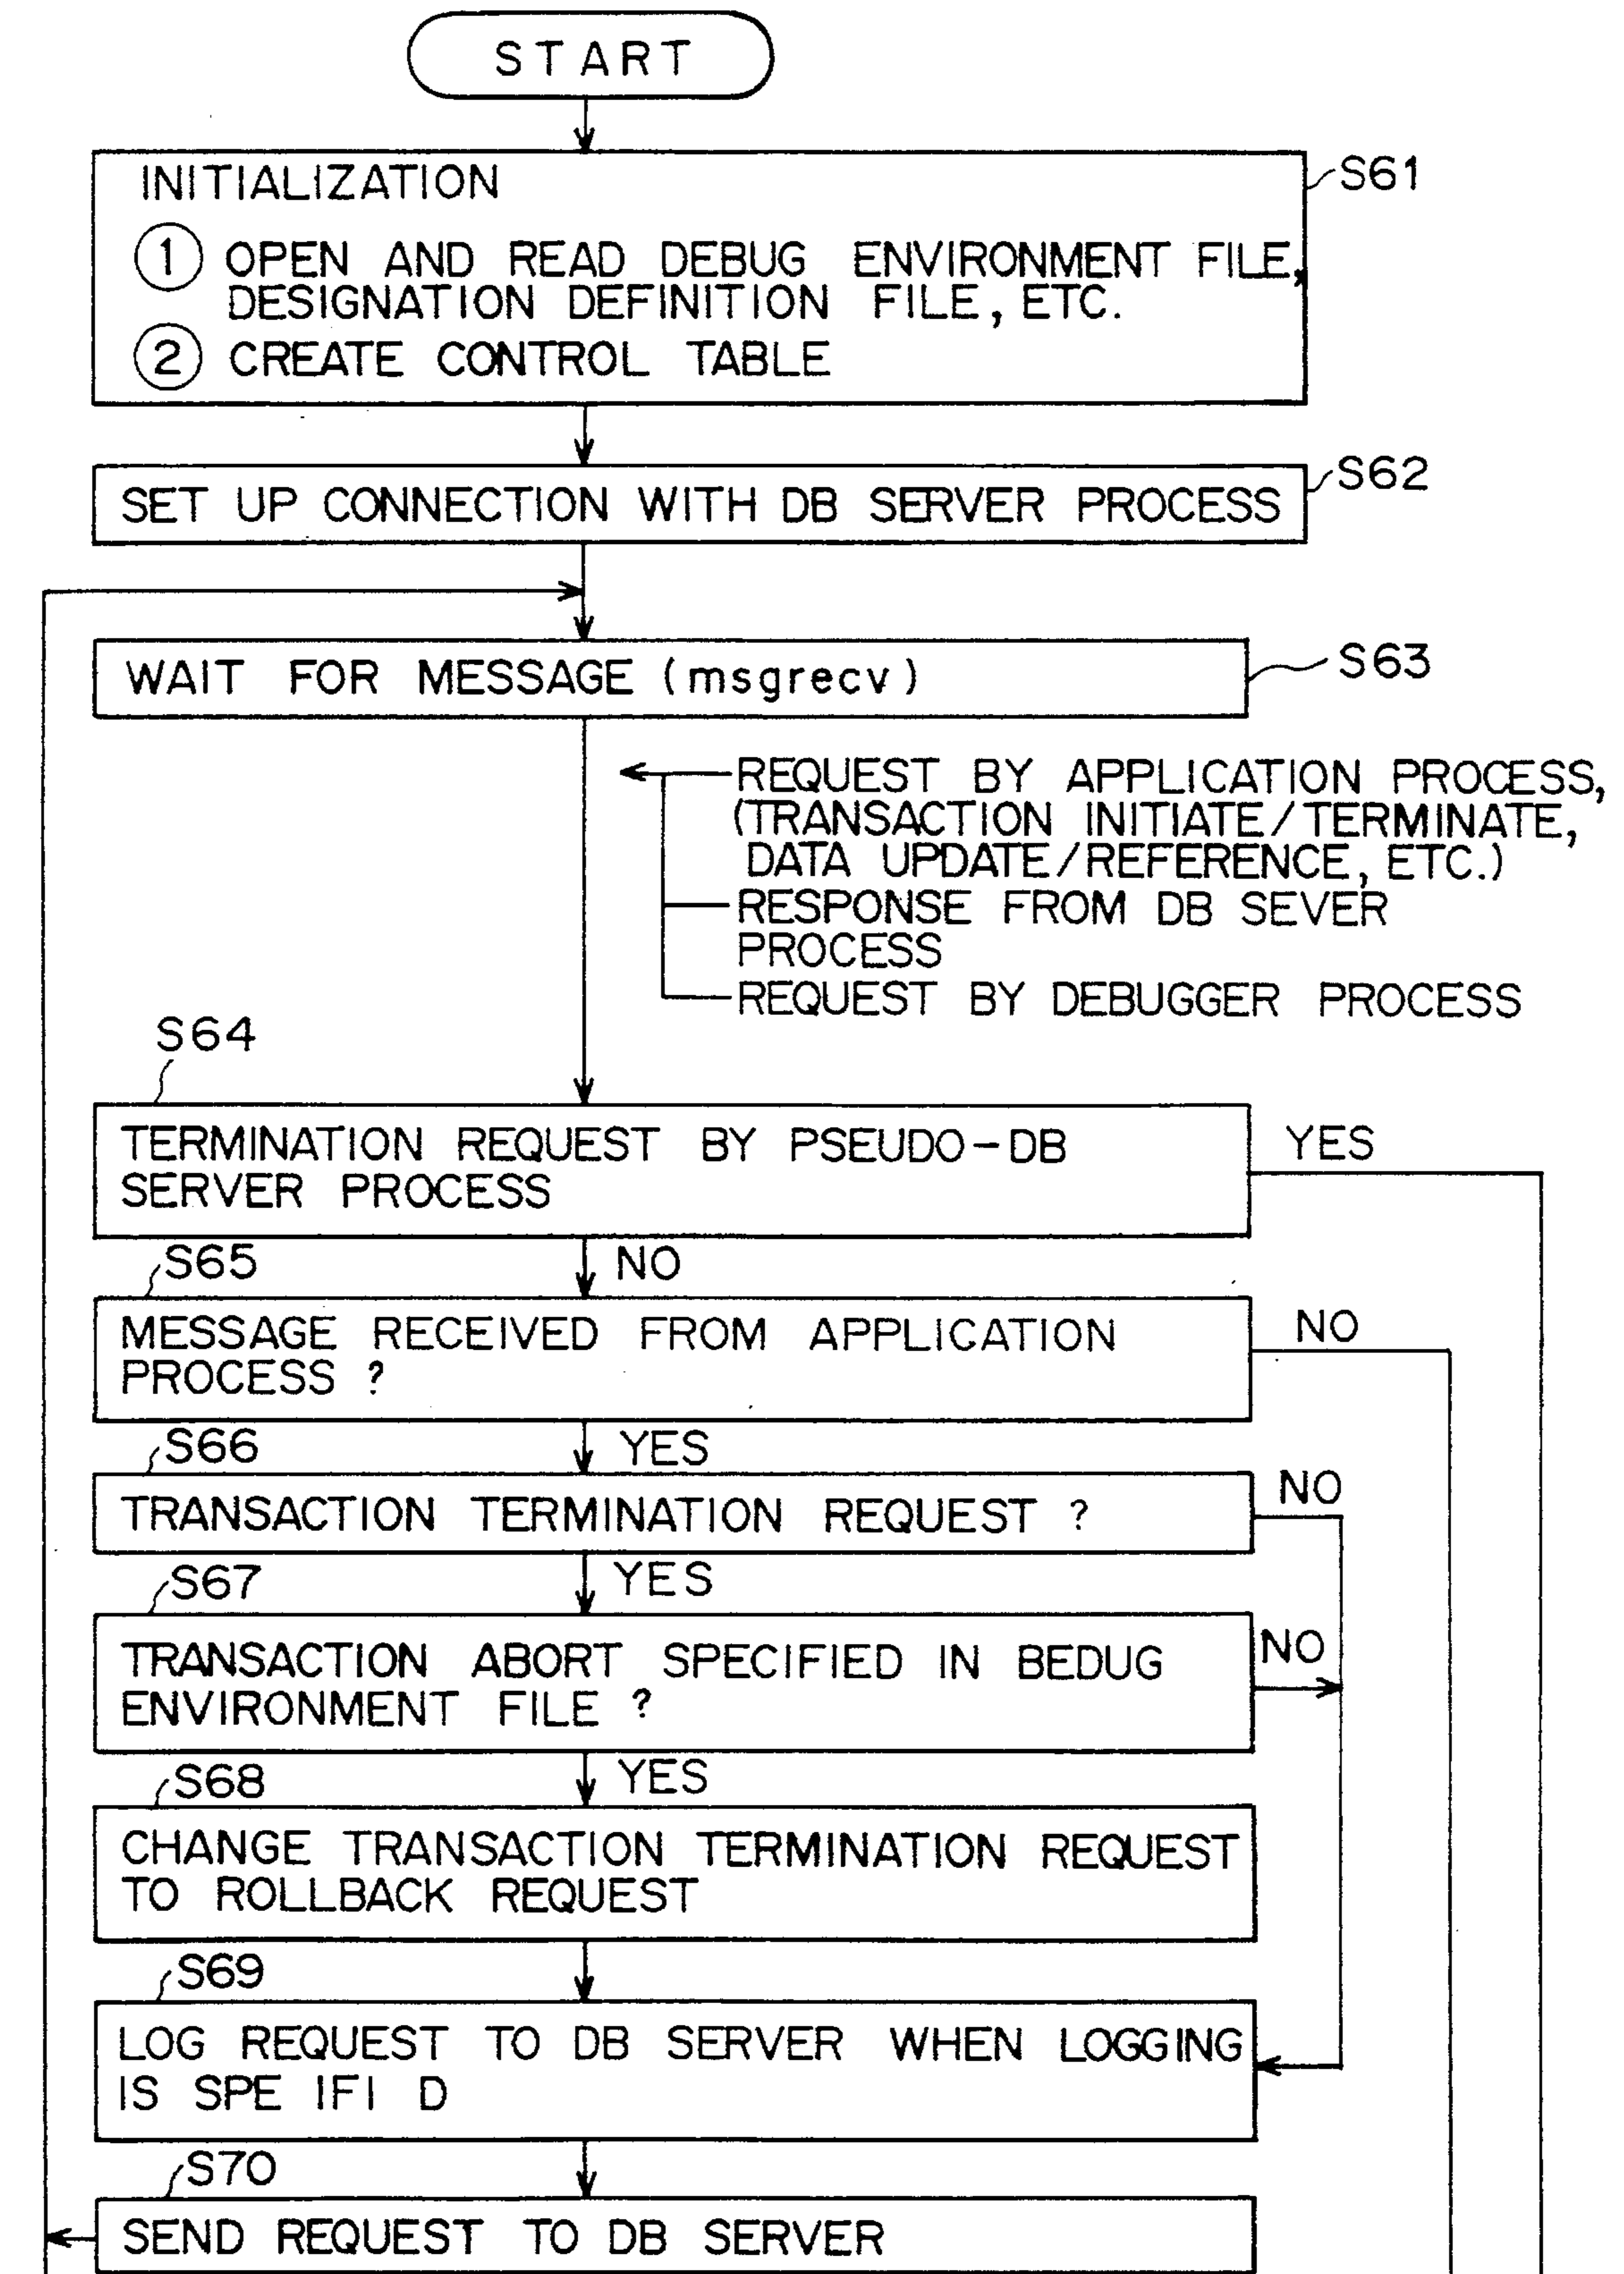 START
S61
INITIALIZATION
① OPEN AND READ DEBUG ENVIRONMENT FILE,
DESIGNATION DEFINITION FILE, ETC.
② CREATE CONTROL TABLE
S62
SET UP CONNECTION WITH DB SERVER PROCESS
S63
WAIT FOR MESSAGE (msgrecv)
REQUEST BY APPLICATION PROCESS,
(TRANSACTION INITIATE/TERMINATE,
DATA UPDATE/REFERENCE, ETC.)
RESPONSE FROM DB SEVER
PROCESS
REQUEST BY DEBUGGER PROCESS
S64
TERMINATION REQUEST BY PSEUDO-DB
SERVER PROCESS
YES
NO
S65
MESSAGE RECEIVED FROM APPLICATION
PROCESS ?
NO
YES
S66
TRANSACTION TERMINATION REQUEST ?
NO
YES
S67
TRANSACTION ABORT SPECIFIED IN BEDUG
ENVIRONMENT FILE ?
NO
YES
S68
CHANGE TRANSACTION TERMINATION REQUEST
TO ROLLBACK REQUEST
S69
LOG REQUEST TO DB SERVER WHEN LOGGING
IS SPE IFI D
S70
SEND REQUEST TO DB SERVER